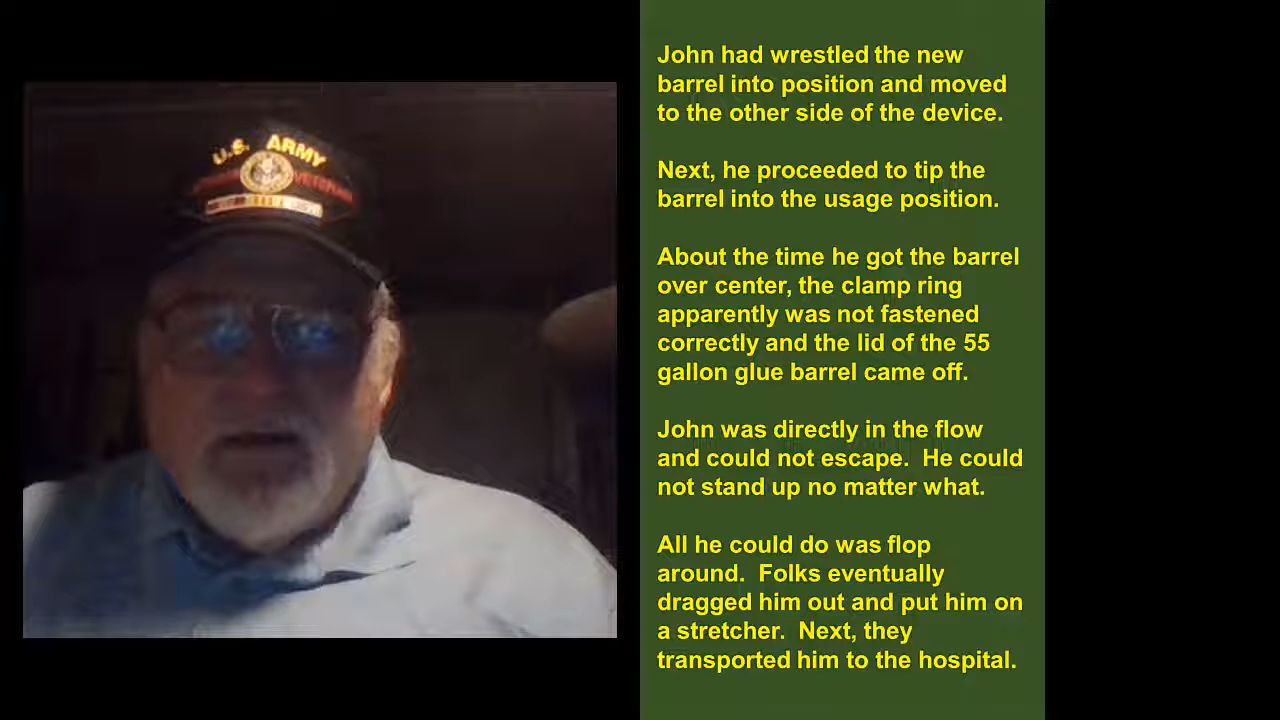 U.S. ARMY
VETERAN
John had wrestled the new
barrel into position and moved
to the other side of the device.
Next, he proceeded to tip the
barrel into the usage position.
About the time he got the barrel
over center, the clamp ring
apparently was not fastened
correctly and the lid of the 55
gallon glue barrel came off.
John was directly in the flow
and could not escape.  He could
not stand up no matter what.
All he could do was flop
around.  Folks eventually
dragged him out and put him on
a stretcher.  Next, they
transported him to the hospital.